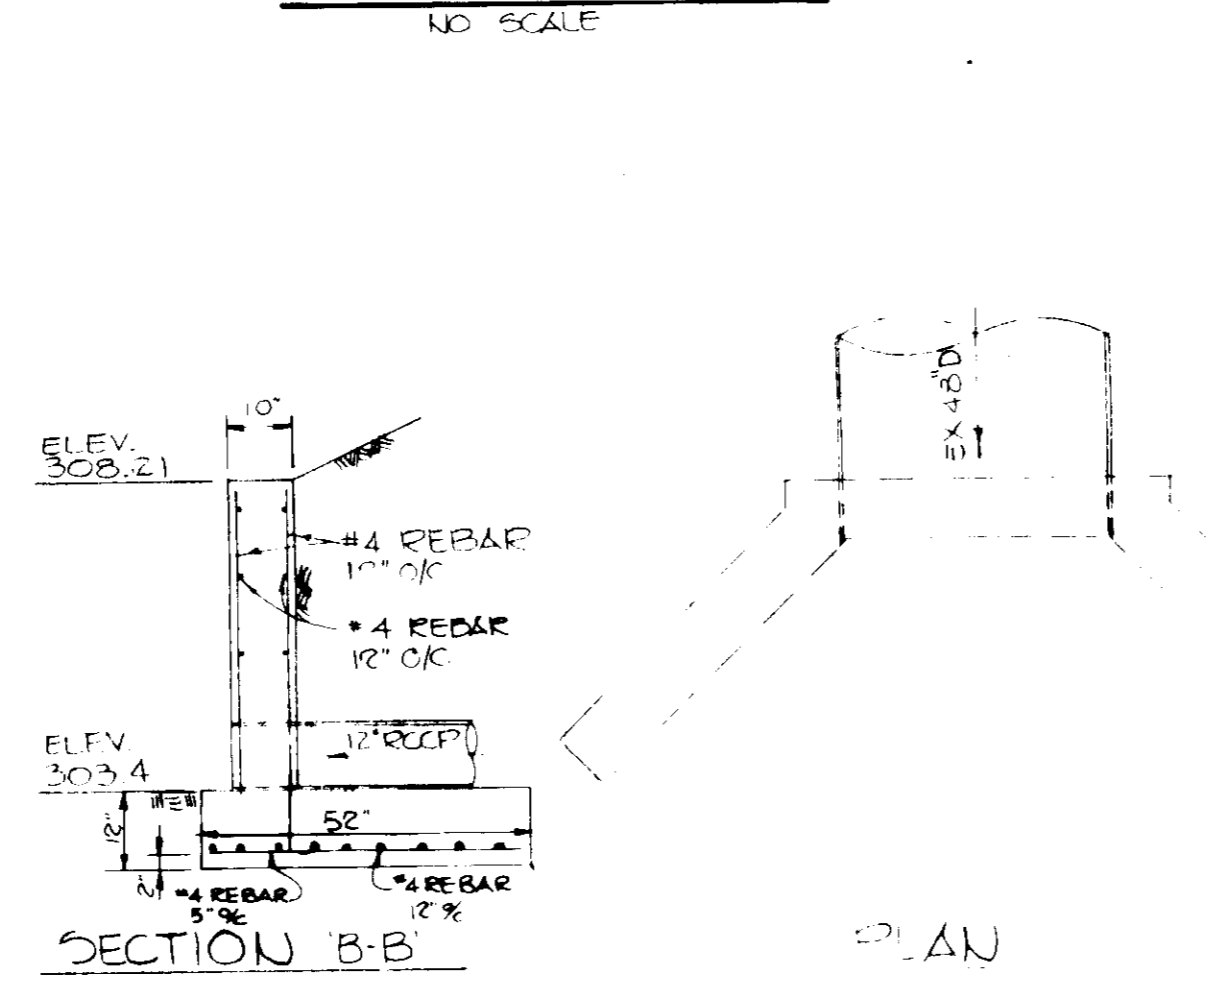 NO SCALE
10"
ELEV.
308.21
#4 REBAR
12" O/C
#4 REBAR
12" O/C
12" RCCP
ELEV.
303.4
12"
52"
2"
#4 REBAR
5" O/C
#4 REBAR
12" O/C
SECTION 'B-B'
EX 48" DI
PLAN